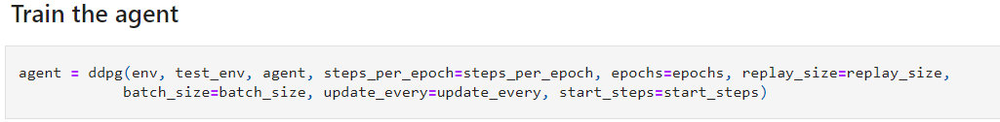 Train the agent
agent = ddpg(env, test_env, agent, steps_per_epoch=steps_per_epoch, epochs=epochs, replay_size=replay_size,
batch_size=batch_size, update_every=update_every, start_steps=start_steps)